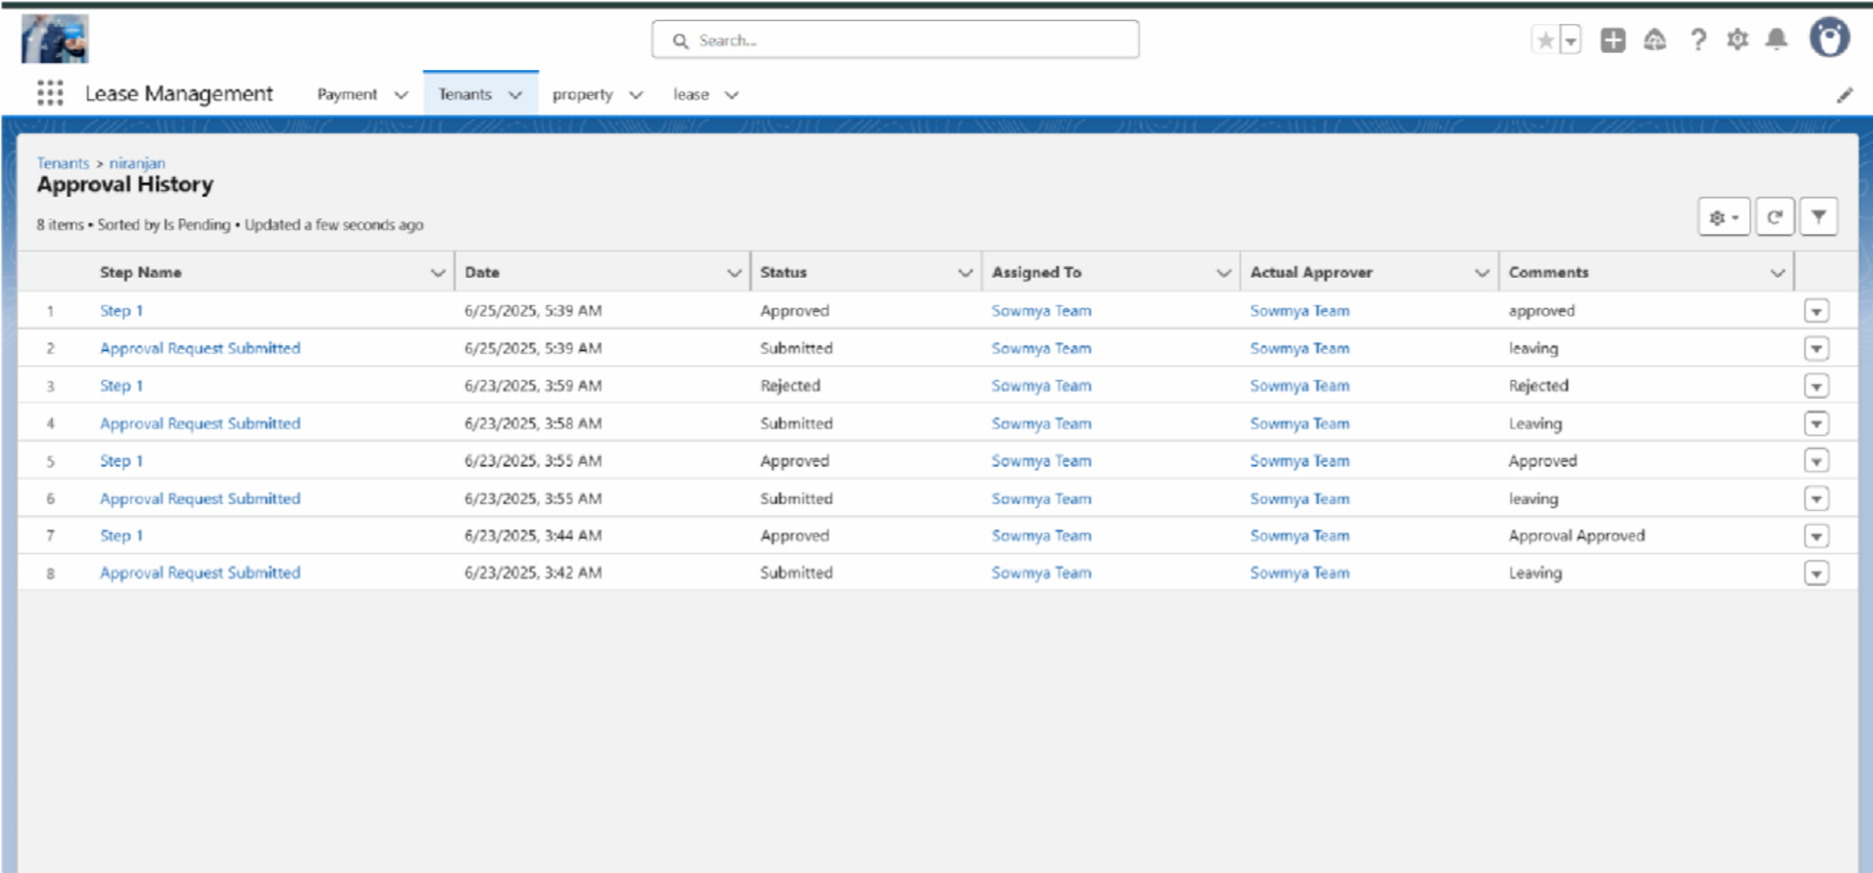 Search...
Lease Management Payment Tenants property lease
Tenants > niranjan
Approval History
8 items • Sorted by Is Pending • Updated a few seconds ago
Step Name Date Status Assigned To Actual Approver Comments
1 Step 1 6/25/2025, 5:39 AM Approved Sowmya Team Sowmya Team approved
2 Approval Request Submitted 6/25/2025, 5:39 AM Submitted Sowmya Team Sowmya Team leaving
3 Step 1 6/23/2025, 3:59 AM Rejected Sowmya Team Sowmya Team Rejected
4 Approval Request Submitted 6/23/2025, 3:58 AM Submitted Sowmya Team Sowmya Team Leaving
5 Step 1 6/23/2025, 3:55 AM Approved Sowmya Team Sowmya Team Approved
6 Approval Request Submitted 6/23/2025, 3:55 AM Submitted Sowmya Team Sowmya Team leaving
7 Step 1 6/23/2025, 3:44 AM Approved Sowmya Team Sowmya Team Approval Approved
8 Approval Request Submitted 6/23/2025, 3:42 AM Submitted Sowmya Team Sowmya Team Leaving